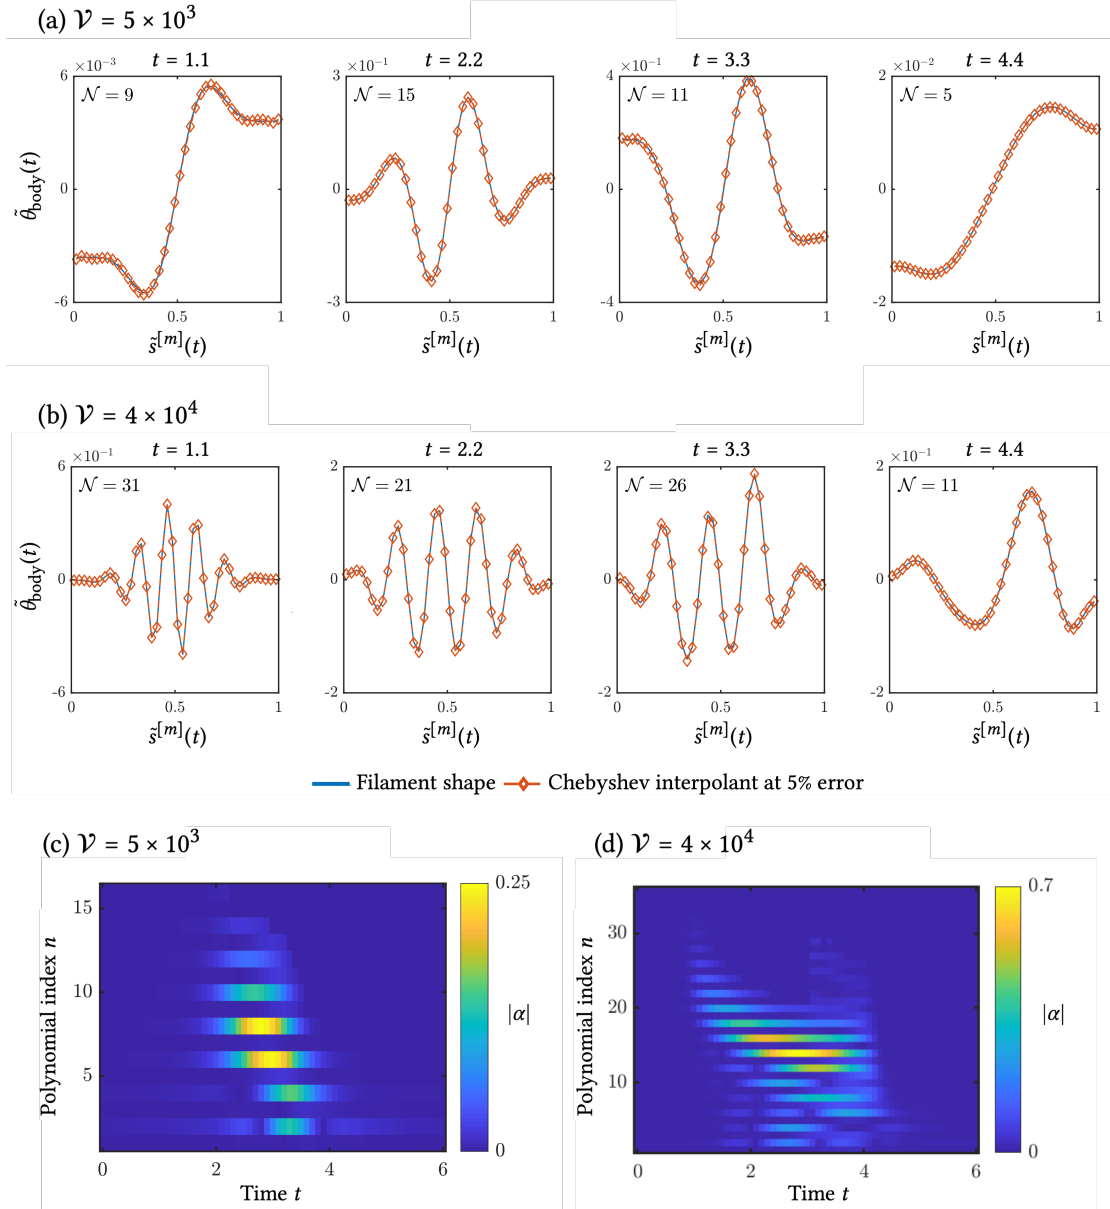 (a) 𝒱 = 5 × 10³
t = 1.1 t = 2.2 t = 3.3 t = 4.4
×10⁻³ ×10⁻¹ ×10⁻¹ ×10⁻²
6 3 4 2
𝒩 = 9 𝒩 = 15 𝒩 = 11 𝒩 = 5
θ̃body(t)
0 0 0 0
-6 -3 -4 -2
0 0.5 1 0 0.5 1 0 0.5 1 0 0.5 1
s̃[m](t) s̃[m](t) s̃[m](t) s̃[m](t)
(b) 𝒱 = 4 × 10⁴
t = 1.1 t = 2.2 t = 3.3 t = 4.4
×10⁻¹ ×10⁻¹
6 2 2 2
𝒩 = 31 𝒩 = 21 𝒩 = 26 𝒩 = 11
θ̃body(t)
0 0 0 0
-6 -2 -2 -2
0 0.5 1 0 0.5 1 0 0.5 1 0 0.5 1
s̃[m](t) s̃[m](t) s̃[m](t) s̃[m](t)
Filament shape Chebyshev interpolant at 5% error
(c) 𝒱 = 5 × 10³
Polynomial index n
15
10
5
0 2 4 6
Time t
0.25
|α|
0
(d) 𝒱 = 4 × 10⁴
Polynomial index n
30
20
10
0 2 4 6
Time t
0.7
|α|
0